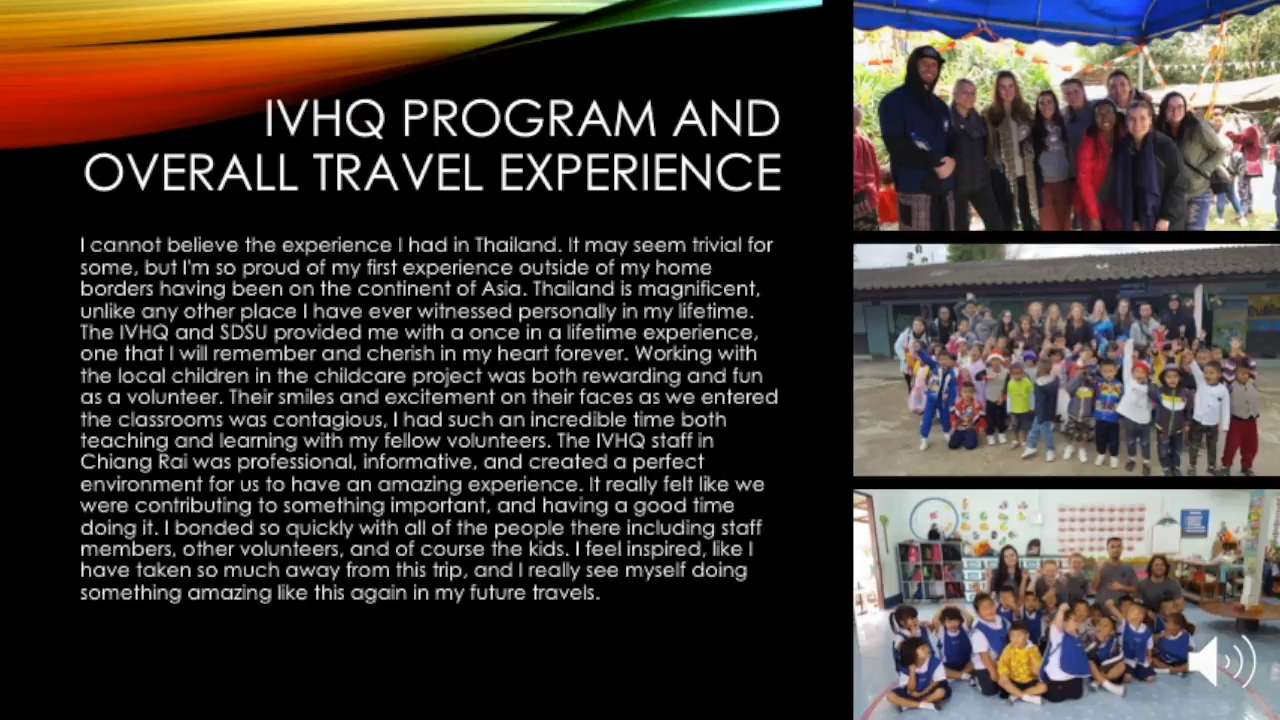 IVHQ PROGRAM AND
OVERALL TRAVEL EXPERIENCE
I cannot believe the experience I had in Thailand. It may seem trivial for
some, but I'm so proud of my first experience outside of my home
borders having been on the continent of Asia. Thailand is magnificent,
unlike any other place I have ever witnessed personally in my lifetime.
The IVHQ and SDSU provided me with a once in a lifetime experience,
one that I will remember and cherish in my heart forever. Working with
the local children in the childcare project was both rewarding and fun
as a volunteer. Their smiles and excitement on their faces as we entered
the classrooms was contagious, I had such an incredible time both
teaching and learning with my fellow volunteers. The IVHQ staff in
Chiang Rai was professional, informative, and created a perfect
environment for us to have an amazing experience. It really felt like we
were contributing to something important, and having a good time
doing it. I bonded so quickly with all of the people there including staff
members, other volunteers, and of course the kids. I feel inspired, like I
have taken so much away from this trip, and I really see myself doing
something amazing like this again in my future travels.